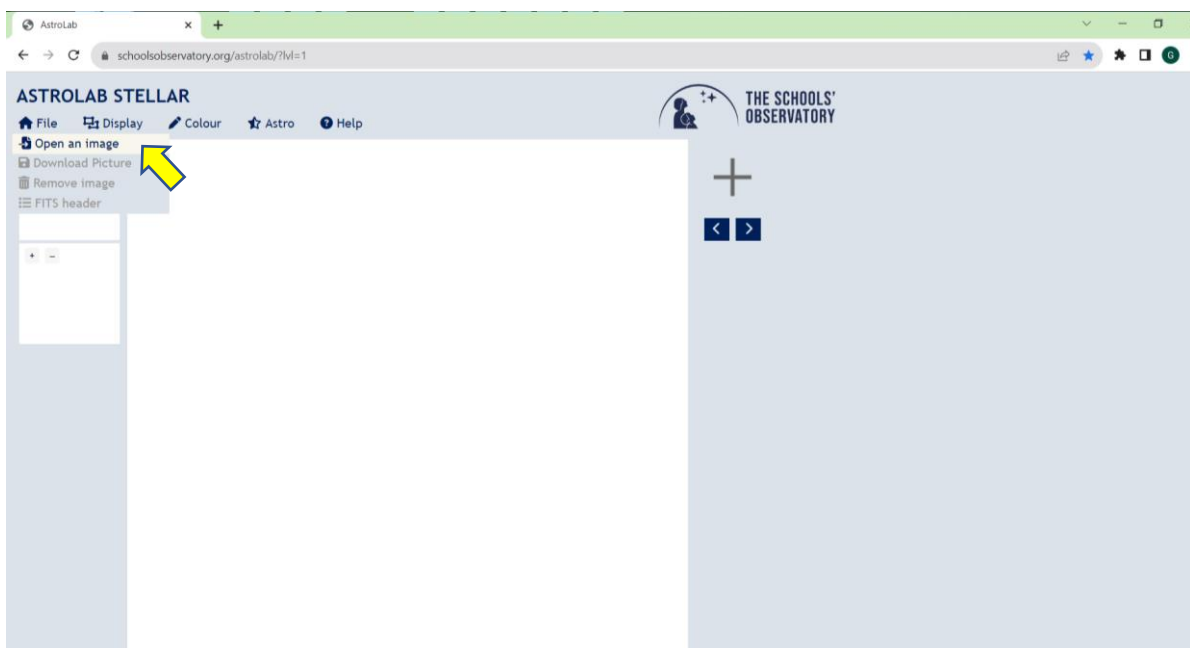 AstroLab
schoolsobservatory.org/astrolab/?lvl=1
G
ASTROLAB STELLAR
THE SCHOOLS'
OBSERVATORY
File Display Colour Astro Help
Open an image
Download Picture
Remove image
FITS header
+ -